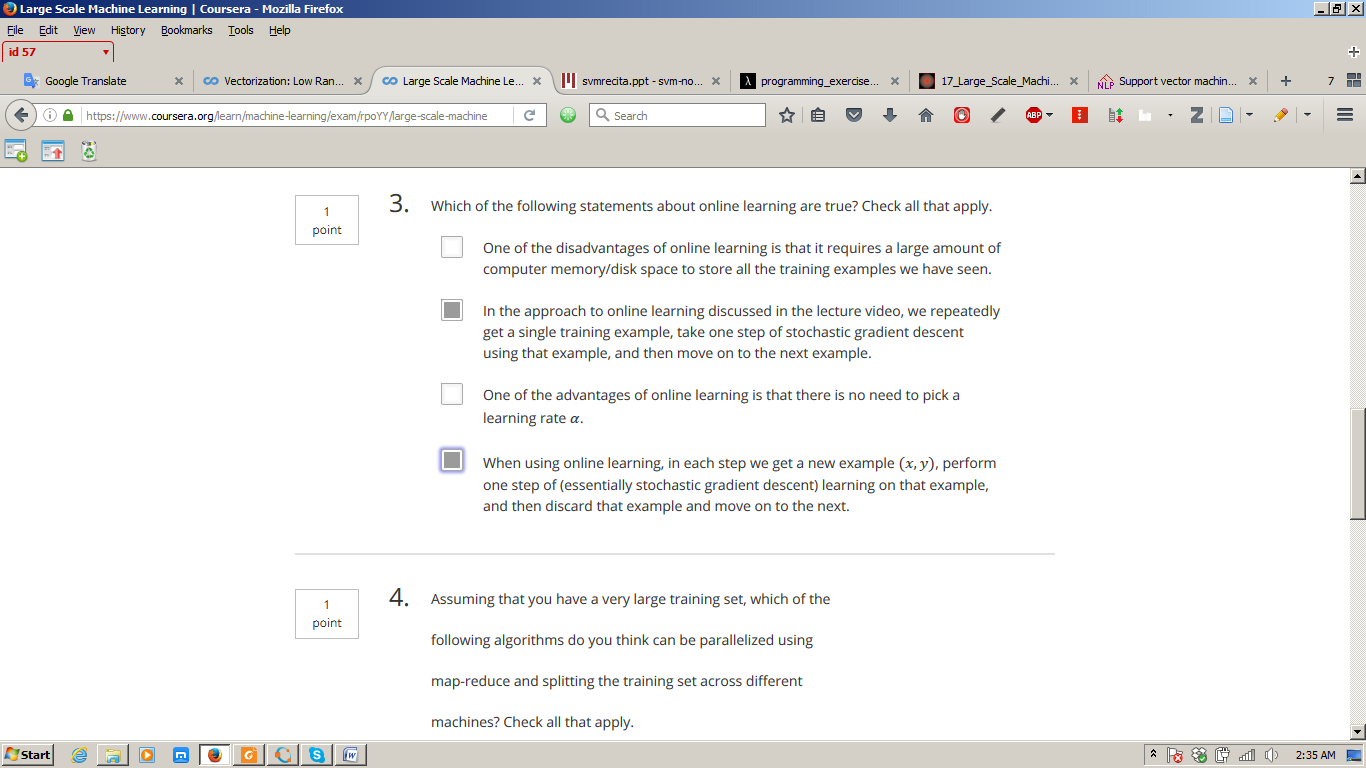 Large Scale Machine Learning | Coursera - Mozilla Firefox
File Edit View History Bookmarks Tools Help
id 57
Google Translate
Vectorization: Low Ran...
Large Scale Machine Le...
svmrecita.ppt - svm-no...
programming_exercise...
17_Large_Scale_Machi...
NLP Support vector machin...
7
https://www.coursera.org/learn/machine-learning/exam/rpoYY/large-scale-machine
Search
ABP
1 point
3. Which of the following statements about online learning are true? Check all that apply.
One of the disadvantages of online learning is that it requires a large amount of
computer memory/disk space to store all the training examples we have seen.
In the approach to online learning discussed in the lecture video, we repeatedly
get a single training example, take one step of stochastic gradient descent
using that example, and then move on to the next example.
One of the advantages of online learning is that there is no need to pick a
learning rate α.
When using online learning, in each step we get a new example (x, y), perform
one step of (essentially stochastic gradient descent) learning on that example,
and then discard that example and move on to the next.
1 point
4. Assuming that you have a very large training set, which of the
following algorithms do you think can be parallelized using
map-reduce and splitting the training set across different
machines? Check all that apply.
Start
2:35 AM